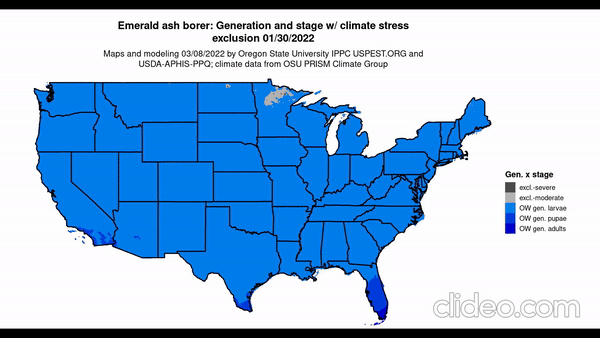 Emerald ash borer: Generation and stage w/ climate stress
exclusion 01/30/2022
Maps and modeling 03/08/2022 by Oregon State University IPPC USPEST.ORG and
USDA-APHIS-PPQ; climate data from OSU PRISM Climate Group
Gen. x stage
excl.-severe
excl.-moderate
OW gen. larvae
OW gen. pupae
OW gen. adults
clideo.com